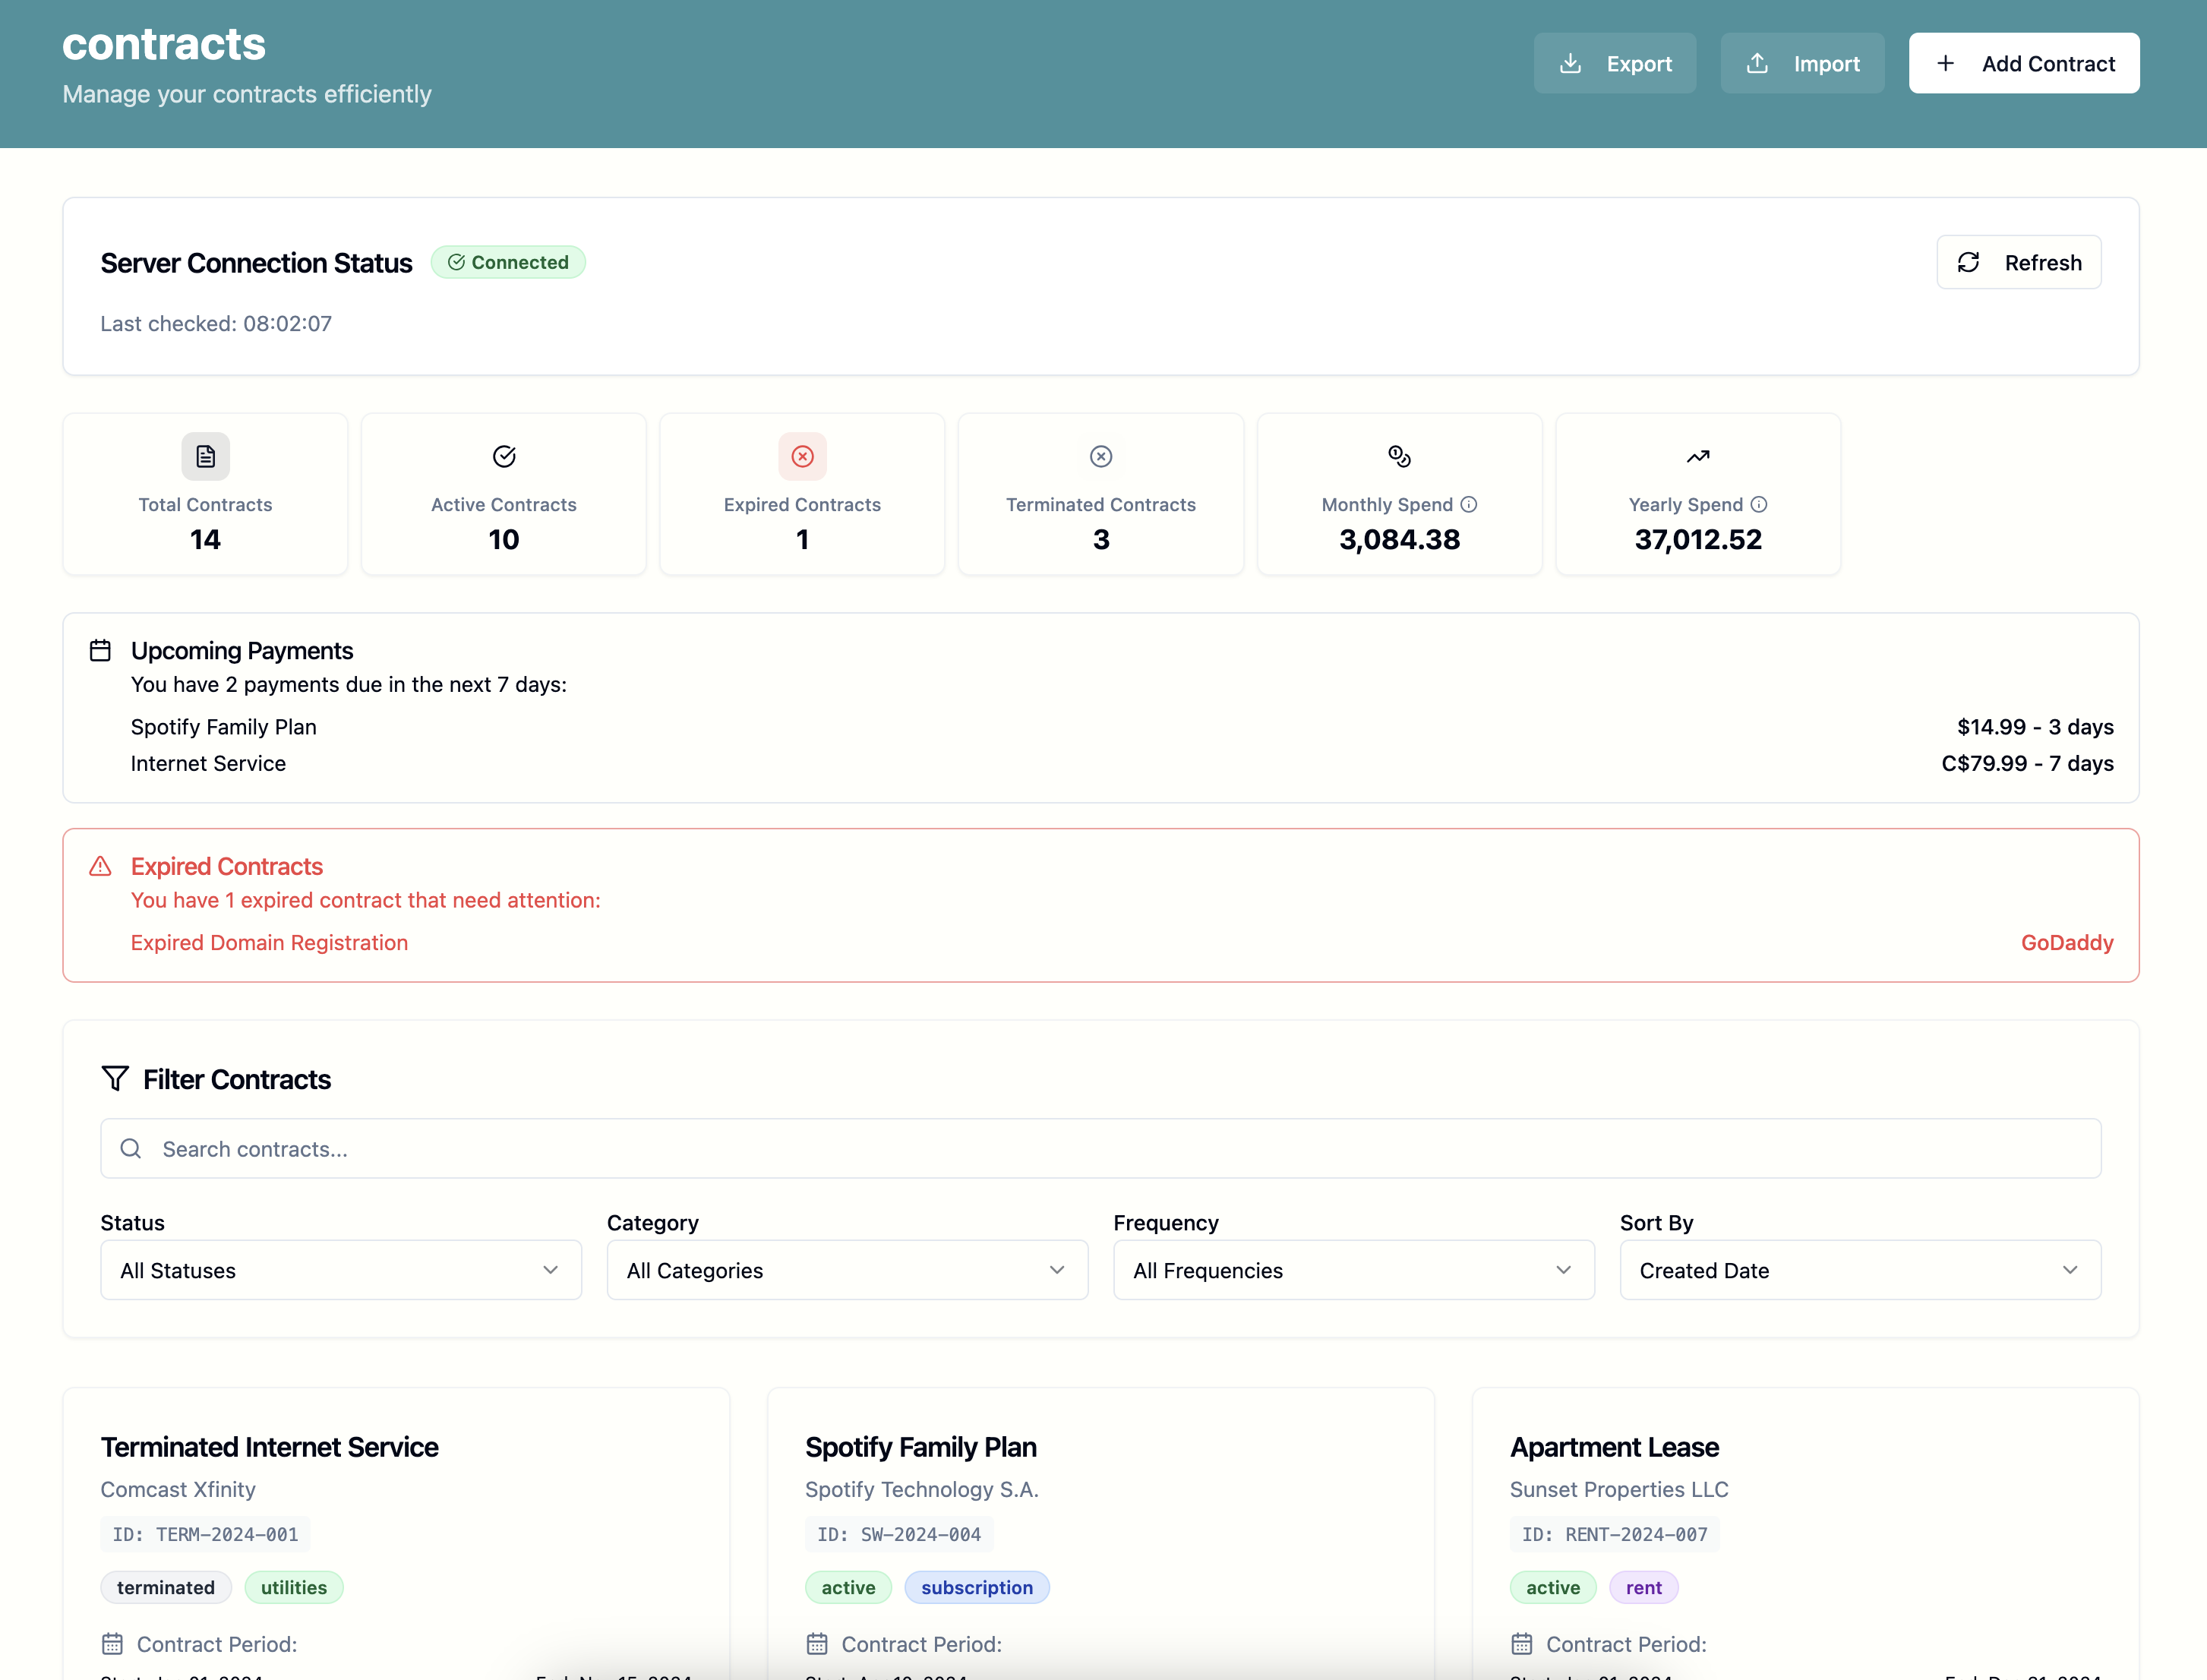 contracts
Manage your contracts efficiently
Export
Import
Add Contract
Server Connection Status
Connected
Refresh
Last checked: 08:02:07
Total Contracts
14
Active Contracts
10
Expired Contracts
1
Terminated Contracts
3
Monthly Spend
3,084.38
Yearly Spend
37,012.52
Upcoming Payments
You have 2 payments due in the next 7 days:
Spotify Family Plan
$14.99 - 3 days
Internet Service
C$79.99 - 7 days
Expired Contracts
You have 1 expired contract that need attention:
Expired Domain Registration
GoDaddy
Filter Contracts
Search contracts...
Status
Category
Frequency
Sort By
All Statuses
All Categories
All Frequencies
Created Date
Terminated Internet Service
Comcast Xfinity
ID: TERM-2024-001
terminated
utilities
Contract Period:
Spotify Family Plan
Spotify Technology S.A.
ID: SW-2024-004
active
subscription
Contract Period:
Apartment Lease
Sunset Properties LLC
ID: RENT-2024-007
active
rent
Contract Period: